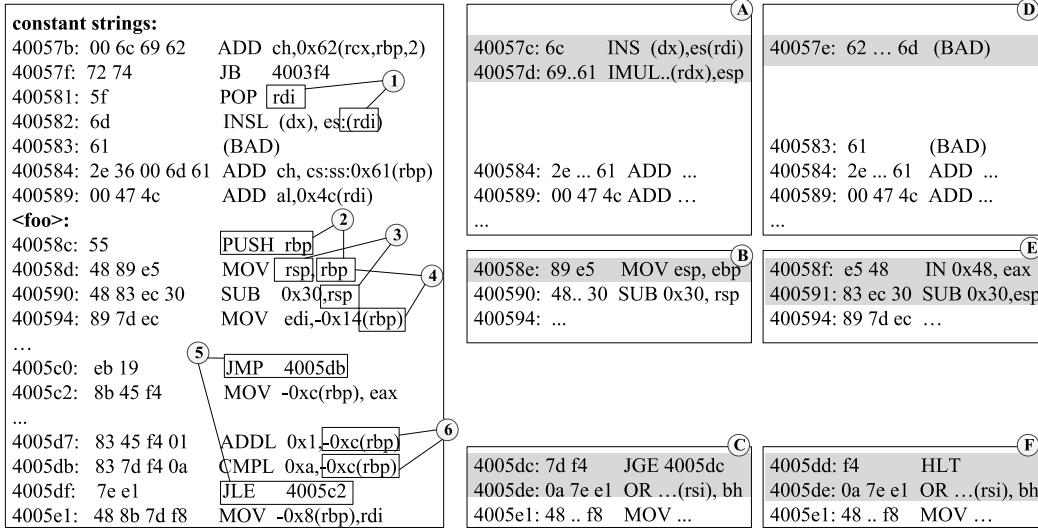 constant strings:
40057b: 00 6c 69 62 ADD ch,0x62(rcx,rbp,2)
40057f: 72 74 JB 4003f4
400581: 5f POP rdi
1
400582: 6d INSL (dx), es:(rdi)
400583: 61 (BAD)
400584: 2e 36 00 6d 61 ADD ch, cs:ss:0x61(rbp)
400589: 00 47 4c ADD al,0x4c(rdi)
<foo>:
2
40058c: 55 PUSH rbp
3
40058d: 48 89 e5 MOV rsp, rbp
4
400590: 48 83 ec 30 SUB 0x30,rsp
400594: 89 7d ec MOV edi,-0x14(rbp)
…
5
4005c0: eb 19 JMP 4005db
4005c2: 8b 45 f4 MOV -0xc(rbp), eax
...
6
4005d7: 83 45 f4 01 ADDL 0x1,-0xc(rbp)
4005db: 83 7d f4 0a CMPL 0xa,-0xc(rbp)
4005df: 7e e1 JLE 4005c2
4005e1: 48 8b 7d f8 MOV -0x8(rbp),rdi
A
40057c: 6c INS (dx),es(rdi)
40057d: 69..61 IMUL..(rdx),esp
400584: 2e ... 61 ADD ...
400589: 00 47 4c ADD …
...
B
40058e: 89 e5 MOV esp, ebp
400590: 48.. 30 SUB 0x30, rsp
400594: ...
C
4005dc: 7d f4 JGE 4005dc
4005de: 0a 7e e1 OR …(rsi), bh
4005e1: 48 .. f8 MOV ...
D
40057e: 62 … 6d (BAD)
400583: 61 (BAD)
400584: 2e ... 61 ADD ...
400589: 00 47 4c ADD ...
...
E
40058f: e5 48 IN 0x48, eax
400591: 83 ec 30 SUB 0x30,esp
400594: 89 7d ec …
F
4005dd: f4 HLT
4005de: 0a 7e e1 OR …(rsi), bh
4005e1: 48 .. f8 MOV …